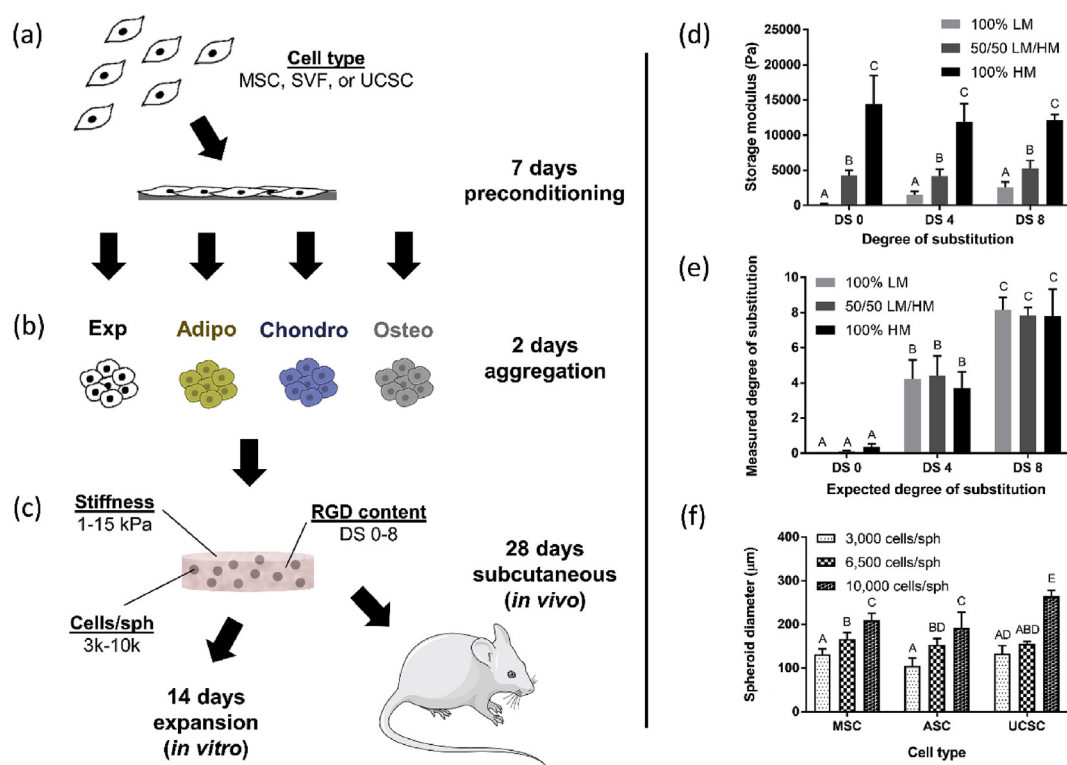 (a)
Cell type
MSC, SVF, or UCSC
7 days
preconditioning
(b)
Exp
Adipo
Chondro
Osteo
2 days
aggregation
(c)
Stiffness
1-15 kPa
RGD content
DS 0-8
Cells/sph
3k-10k
28 days
subcutaneous
(in vivo)
14 days
expansion
(in vitro)
(d)
Storage modulus (Pa)
25000
20000
15000
10000
5000
0
100% LM
50/50 LM/HM
100% HM
A
B
C
A
B
C
A
B
C
DS 0
DS 4
DS 8
Degree of substitution
(e)
Measured degree of substitution
10
8
6
4
2
0
100% LM
50/50 LM/HM
100% HM
A
A
A
B
B
B
C
C
C
DS 0
DS 4
DS 8
Expected degree of substitution
(f)
Spheroid diameter (µm)
400
300
200
100
0
3,000 cells/sph
6,500 cells/sph
10,000 cells/sph
A
B
C
A
BD
C
AD
ABD
E
MSC
ASC
UCSC
Cell type